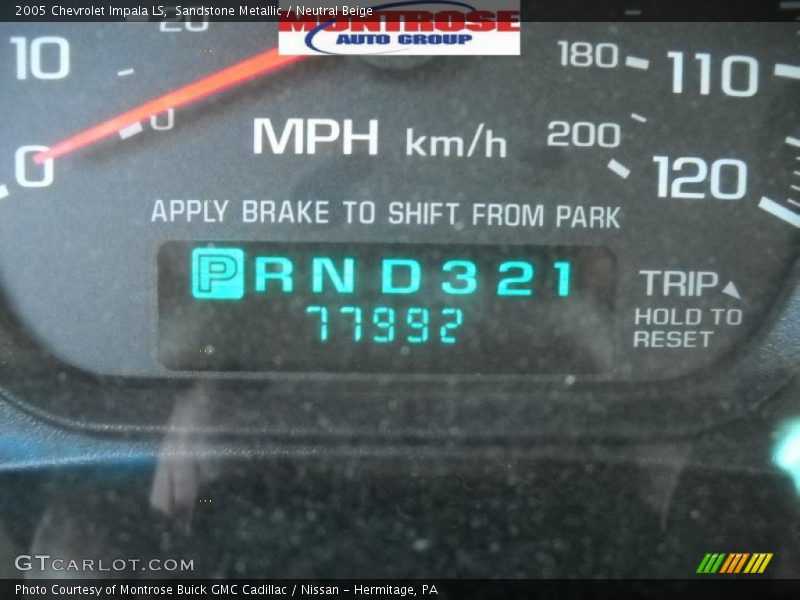 2005 Chevrolet Impala LS, Sandstone Metallic / Neutral Beige
MONTROSE
AUTO GROUP
10
20
180
110
0
0
MPH km/h
200
120
APPLY BRAKE TO SHIFT FROM PARK
P R N D 3 2 1
77992
TRIP▲
HOLD TO
RESET
GTCARLOT.COM
Photo Courtesy of Montrose Buick GMC Cadillac / Nissan - Hermitage, PA